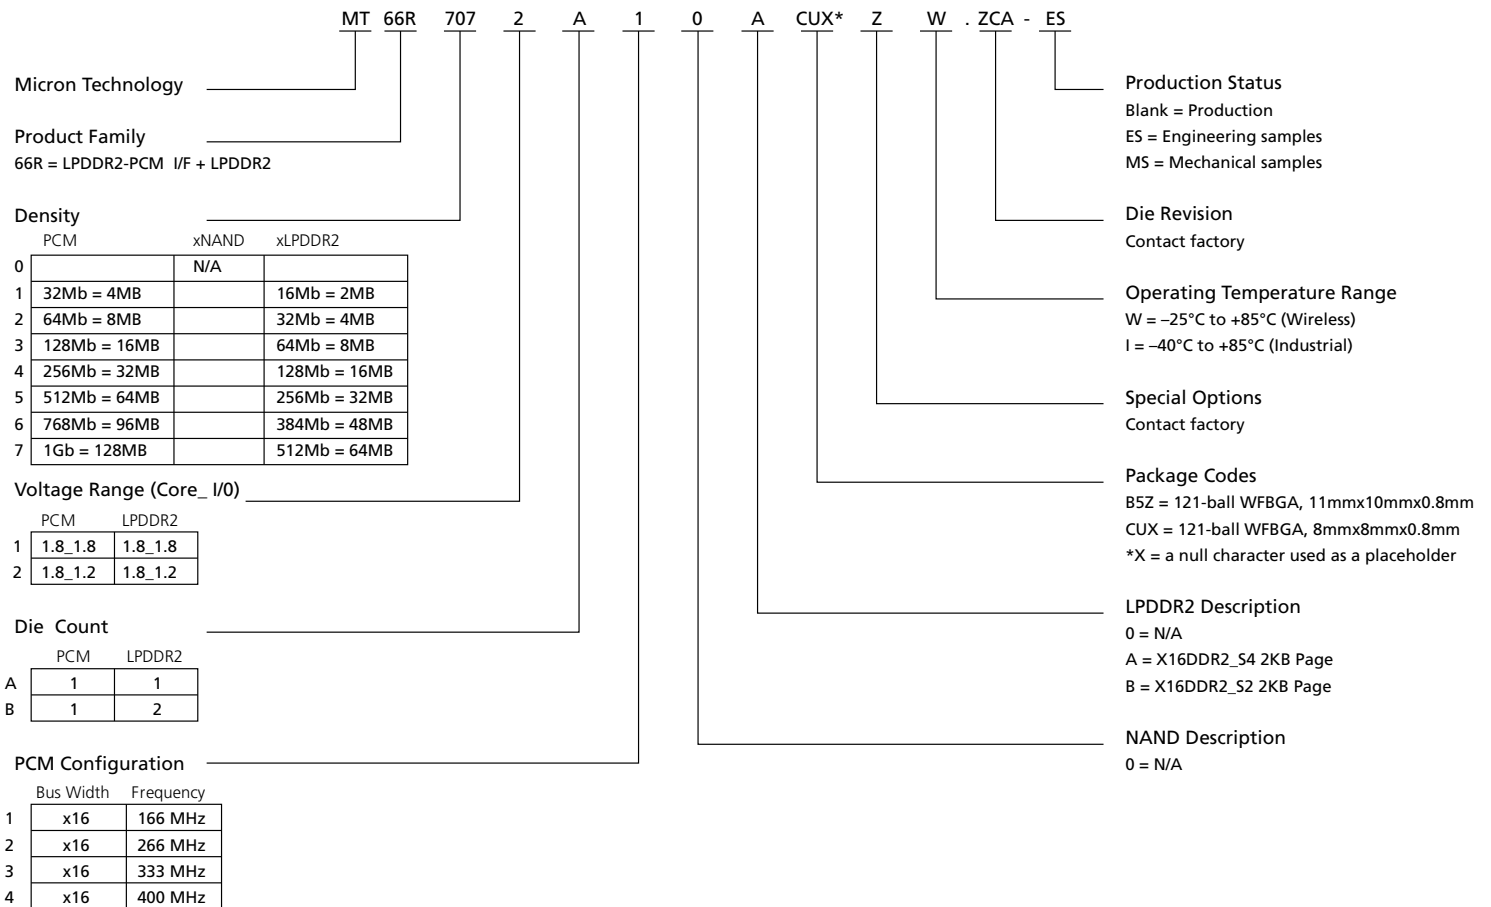 MT 66R 707 2 A 1 0 A CUX* Z W . ZCA - ES
Micron Technology
Product Family
66R = LPDDR2-PCM I/F + LPDDR2
Density
PCM xNAND xLPDDR2
0 N/A
1 32Mb = 4MB 16Mb = 2MB
2 64Mb = 8MB 32Mb = 4MB
3 128Mb = 16MB 64Mb = 8MB
4 256Mb = 32MB 128Mb = 16MB
5 512Mb = 64MB 256Mb = 32MB
6 768Mb = 96MB 384Mb = 48MB
7 1Gb = 128MB 512Mb = 64MB
Voltage Range (Core_ I/0)
PCM LPDDR2
1 1.8_1.8 1.8_1.8
2 1.8_1.2 1.8_1.2
Die Count
PCM LPDDR2
A 1 1
B 1 2
PCM Configuration
Bus Width Frequency
1 x16 166 MHz
2 x16 266 MHz
3 x16 333 MHz
4 x16 400 MHz
Production Status
Blank = Production
ES = Engineering samples
MS = Mechanical samples
Die Revision
Contact factory
Operating Temperature Range
W = –25°C to +85°C (Wireless)
I = –40°C to +85°C (Industrial)
Special Options
Contact factory
Package Codes
B5Z = 121-ball WFBGA, 11mmx10mmx0.8mm
CUX = 121-ball WFBGA, 8mmx8mmx0.8mm
*X = a null character used as a placeholder
LPDDR2 Description
0 = N/A
A = X16DDR2_S4 2KB Page
B = X16DDR2_S2 2KB Page
NAND Description
0 = N/A